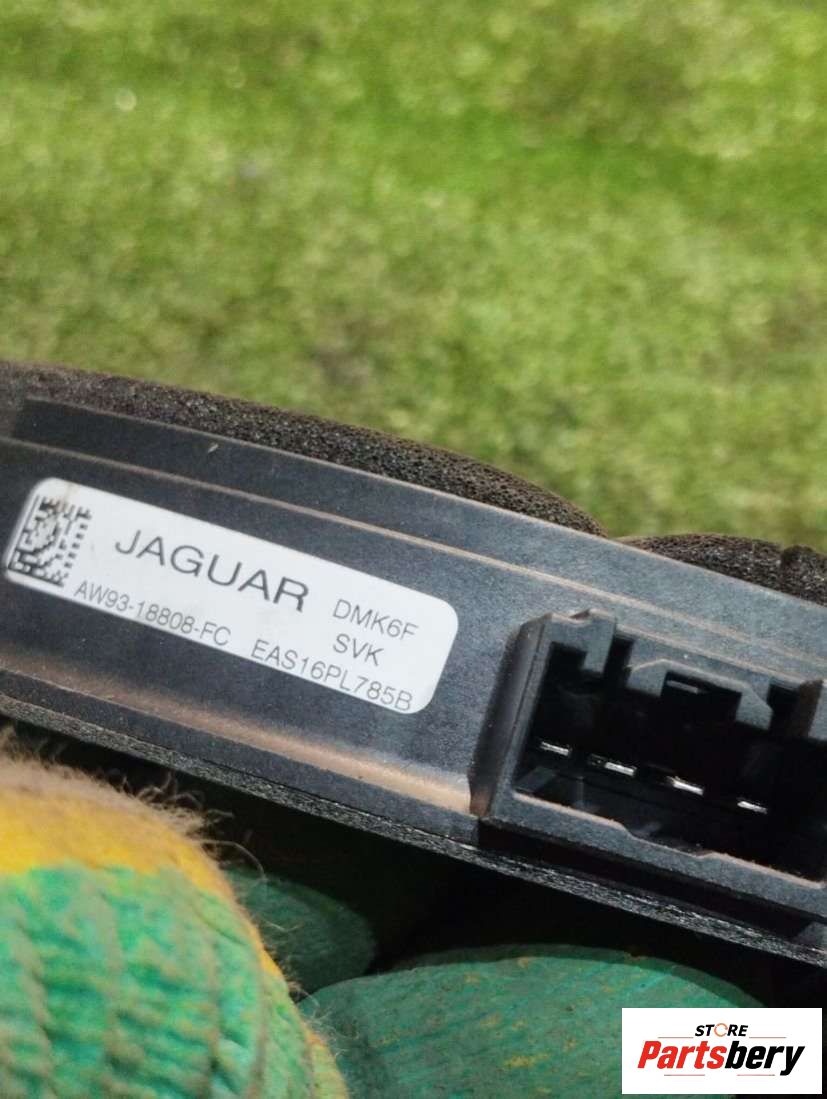 JAGUAR
DMK6F
SVK
AW93-18808-FC EAS16PL785B
STORE
Partsbery